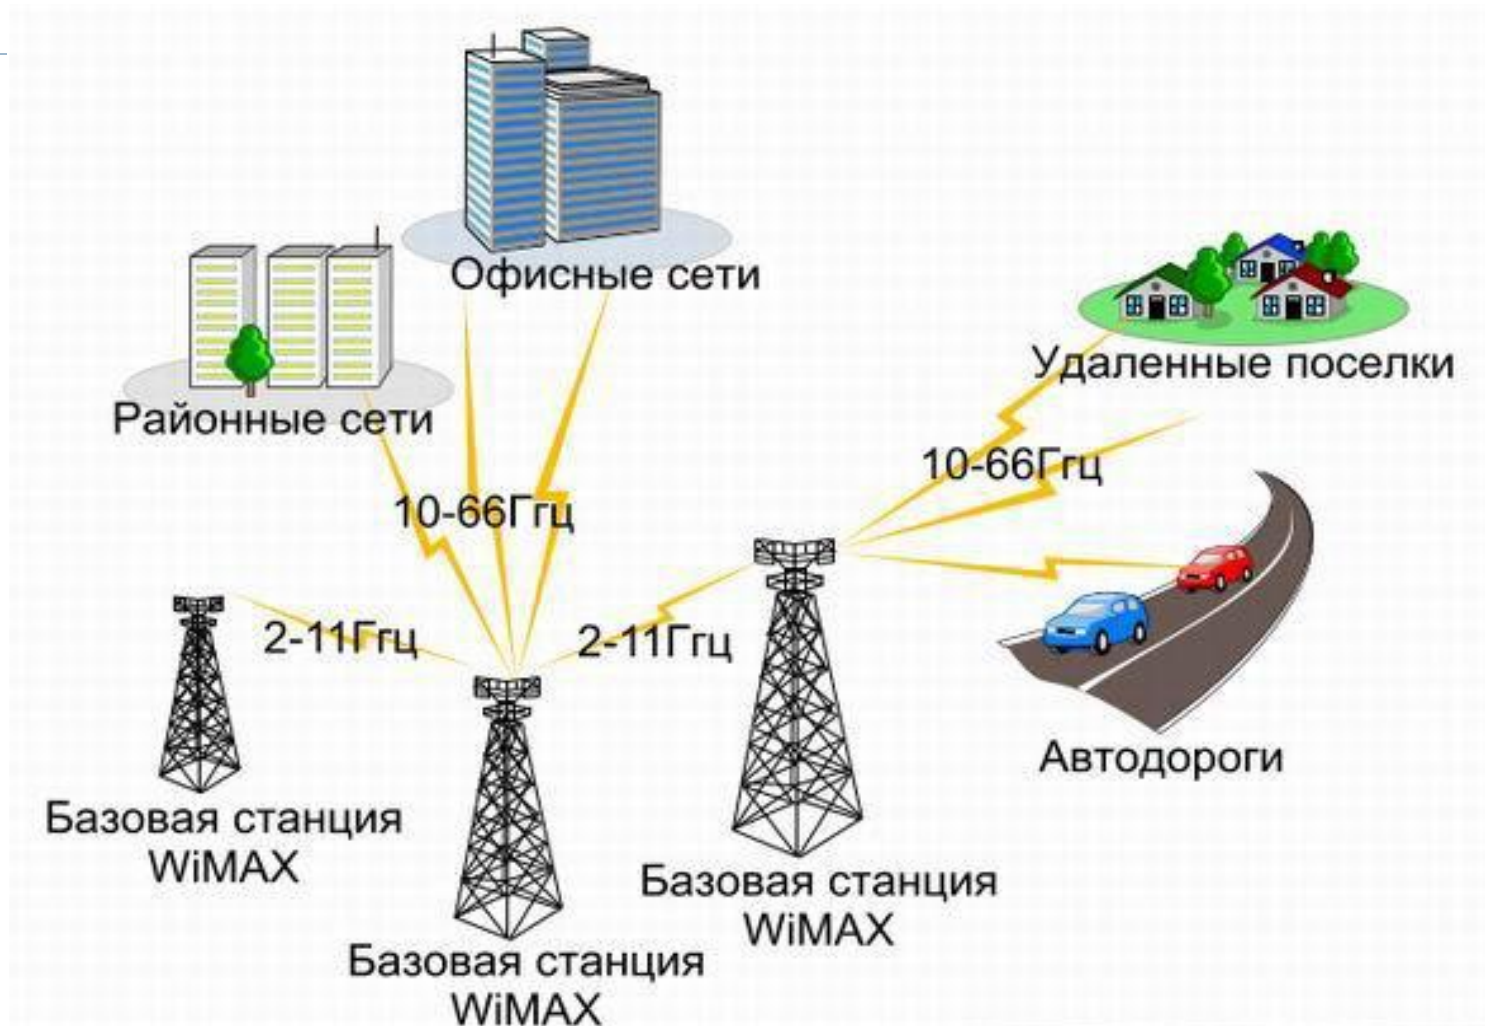 Офисные сети
Удаленные поселки
Районные сети
10-66Ггц
10-66Ггц
2-11Ггц
2-11Ггц
Автодороги
Базовая станция
WiMAX
Базовая станция
WiMAX
Базовая станция
WiMAX